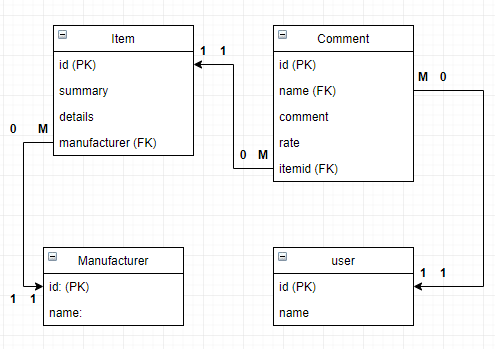 Item
id (PK)
summary
details
manufacturer (FK)
1 1
Comment
id (PK)
name (FK)
comment
rate
itemid (FK)
M 0
0 M
0 M
Manufacturer
id: (PK)
name:
1 1
user
id (PK)
name
1 1